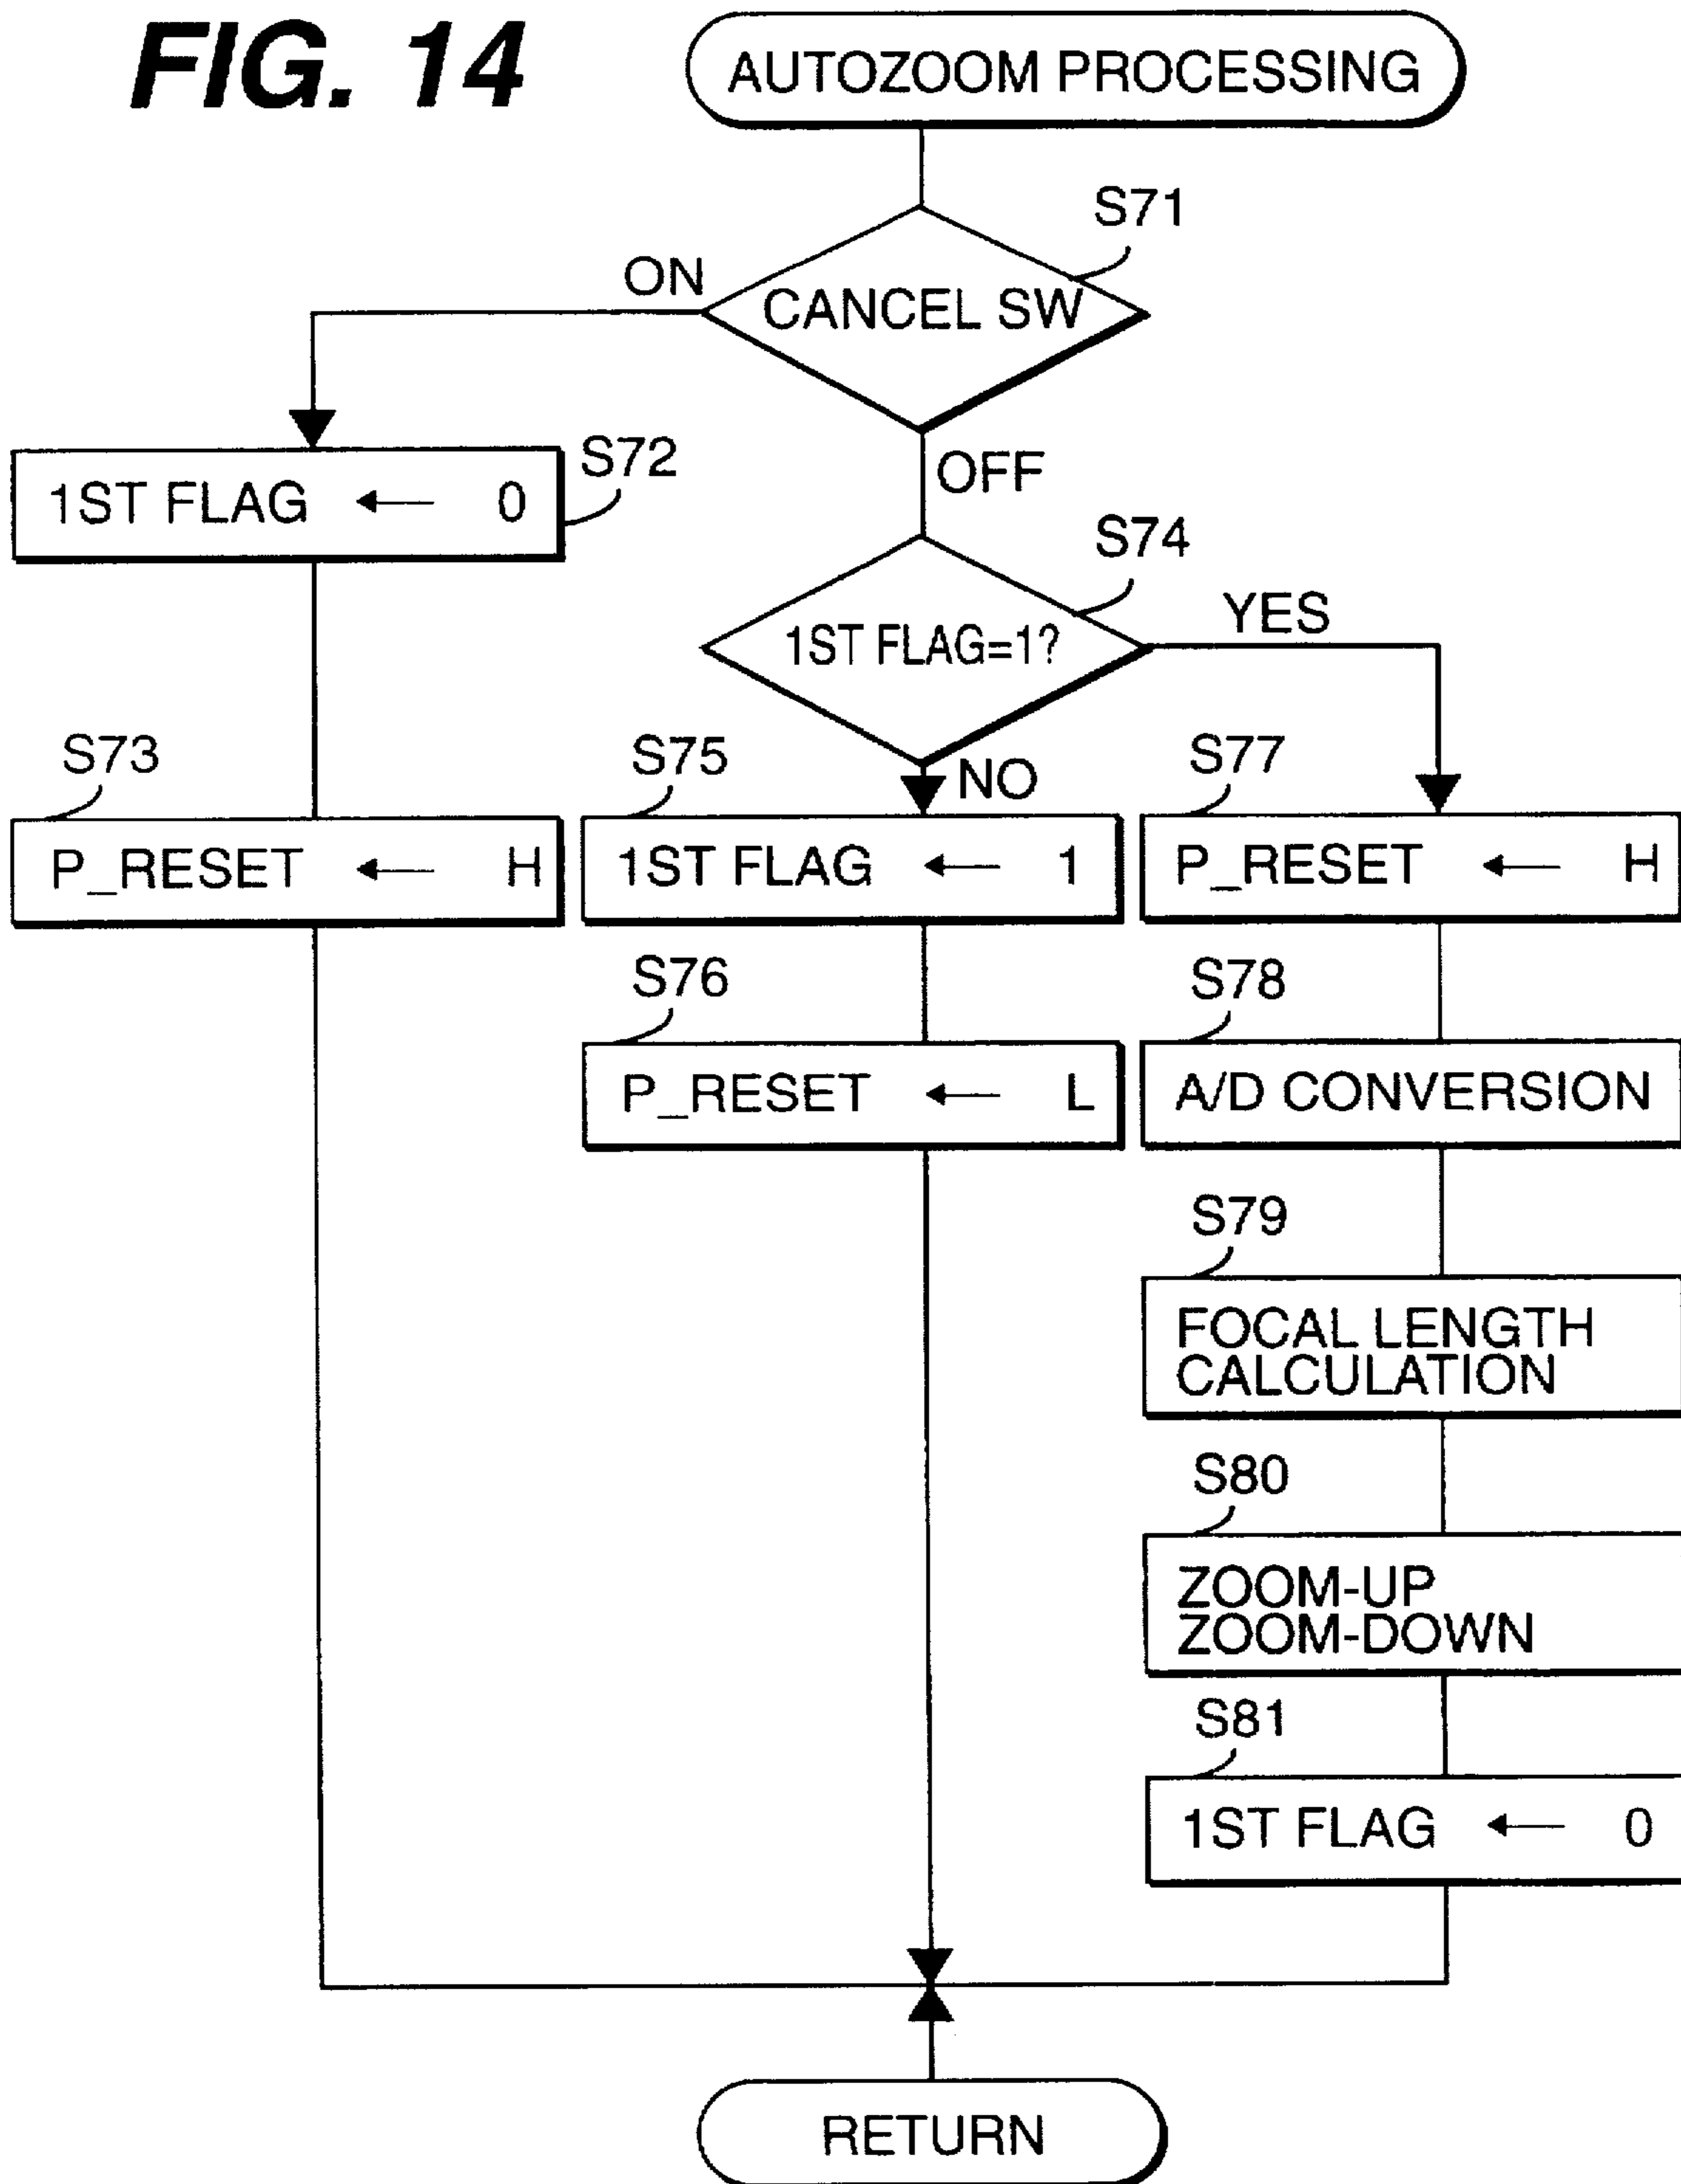 FIG. 14
AUTOZOOM PROCESSING
S71
ON
CANCEL SW
S72
1ST FLAG ← 0
OFF
S74
YES
1ST FLAG=1?
S73
S75
NO
S77
P_RESET ← H
1ST FLAG ← 1
P_RESET ← H
S76
S78
P_RESET ← L
A/D CONVERSION
S79
FOCAL LENGTH
CALCULATION
S80
ZOOM-UP
ZOOM-DOWN
S81
1ST FLAG ← 0
RETURN